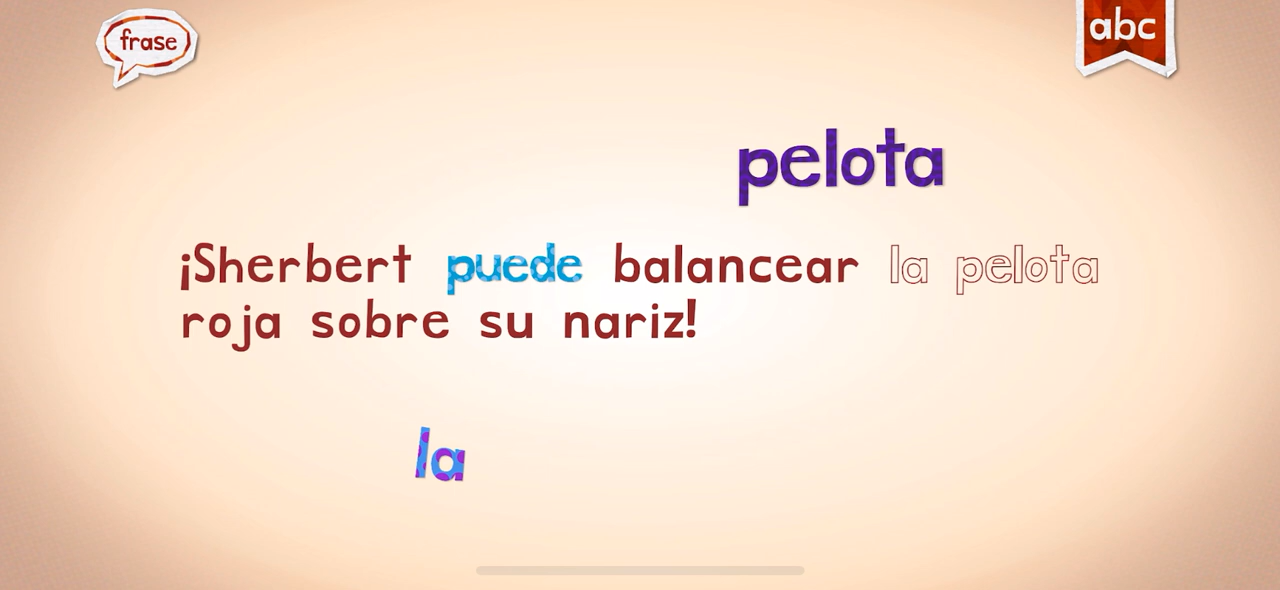 frase
abc
pelota
¡Sherbert puede balancear la pelota
roja sobre su nariz!
la